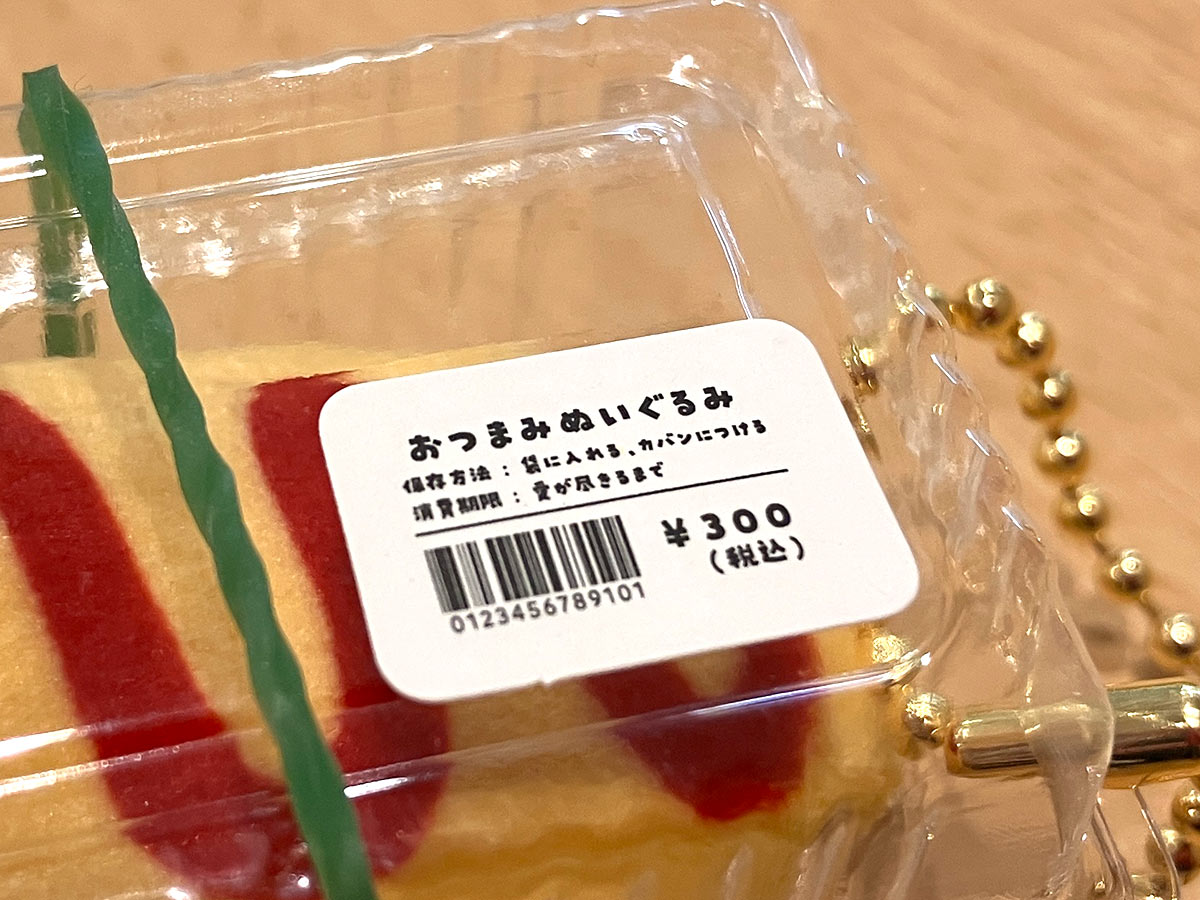 おつまみぬいぐるみ
保存方法：袋に入れる、カバンにつける
消費期限：愛が尽きるまで
¥300
(税込)
0123456789101